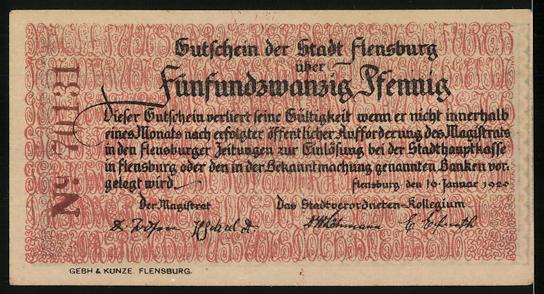 Gutschein der Stadt Flensburg
über
Fünfundzwanzig Pfennig
Dieser Gutschein verliert seine Gültigkeit wenn er nicht innerhalb
eines Monats nach erfolgter öffentlicher Aufforderung des Magistrats
in den Flensburger Zeitungen zur Einlösung bei der Stadthauptkasse
in Flensburg oder den in der Bekanntmachung genannten Banken vor-
gelegt wird.
Flensburg, den 16. Januar 1920
Der Magistrat Das Stadtverordneten-Kollegium
No 70131
GEBH & KUNZE. FLENSBURG.